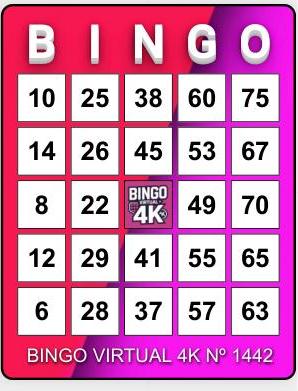 B I N G O
10 25 38 60 75
14 26 45 53 67
8 22 BINGO VIRTUAL 4K 49 70
12 29 41 55 65
6 28 37 57 63
BINGO VIRTUAL 4K Nº 1442